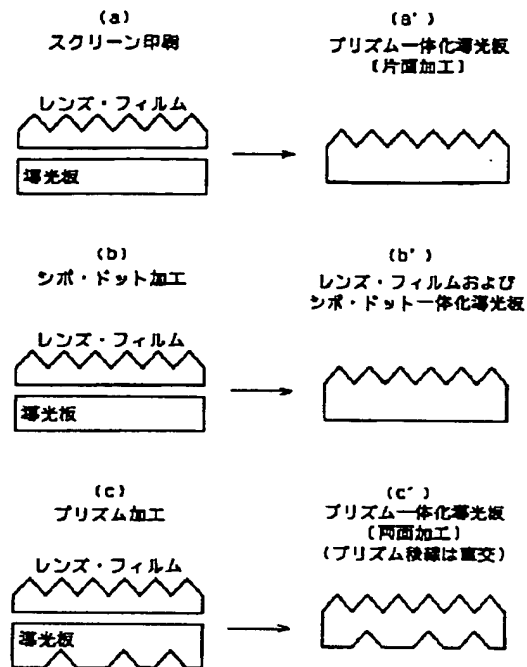 (a)
スクリーン印刷
レンズ・フィルム
導光板
(a')
プリズム一体化導光板
〔片面加工〕
(b)
シボ・ドット加工
レンズ・フィルム
導光板
(b')
レンズ・フィルムおよび
シボ・ドット一体化導光板
(c)
プリズム加工
レンズ・フィルム
導光板
(c')
プリズム一体化導光板
〔両面加工〕
(プリズム稜線は直交)